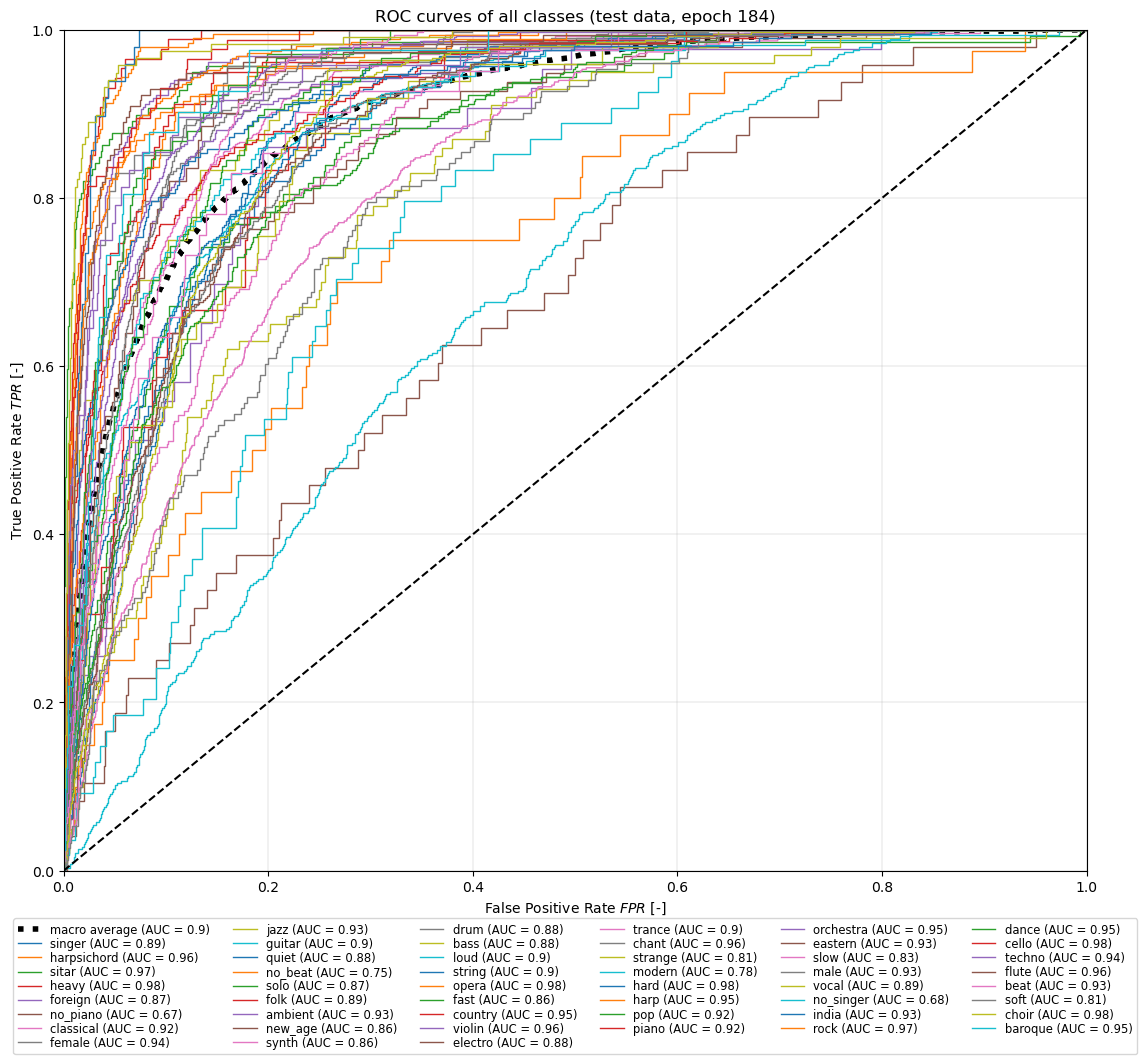 ROC curves of all classes (test data, epoch 184)
1.0
0.8
0.6
0.4
0.2
0.0
True Positive Rate TPR [-]
0.0 0.2 0.4 0.6 0.8 1.0
False Positive Rate FPR [-]
macro average (AUC = 0.9)
singer (AUC = 0.89)
harpsichord (AUC = 0.96)
sitar (AUC = 0.97)
heavy (AUC = 0.98)
foreign (AUC = 0.87)
no_piano (AUC = 0.67)
classical (AUC = 0.92)
female (AUC = 0.94)
jazz (AUC = 0.93)
guitar (AUC = 0.9)
quiet (AUC = 0.88)
no_beat (AUC = 0.75)
solo (AUC = 0.87)
folk (AUC = 0.89)
ambient (AUC = 0.93)
new_age (AUC = 0.86)
synth (AUC = 0.86)
drum (AUC = 0.88)
bass (AUC = 0.88)
loud (AUC = 0.9)
string (AUC = 0.9)
opera (AUC = 0.98)
fast (AUC = 0.86)
country (AUC = 0.95)
violin (AUC = 0.96)
electro (AUC = 0.88)
trance (AUC = 0.9)
chant (AUC = 0.96)
strange (AUC = 0.81)
modern (AUC = 0.78)
hard (AUC = 0.98)
harp (AUC = 0.95)
pop (AUC = 0.92)
piano (AUC = 0.92)
orchestra (AUC = 0.95)
eastern (AUC = 0.93)
slow (AUC = 0.83)
male (AUC = 0.93)
vocal (AUC = 0.89)
no_singer (AUC = 0.68)
india (AUC = 0.93)
rock (AUC = 0.97)
dance (AUC = 0.95)
cello (AUC = 0.98)
techno (AUC = 0.94)
flute (AUC = 0.96)
beat (AUC = 0.93)
soft (AUC = 0.81)
choir (AUC = 0.98)
baroque (AUC = 0.95)